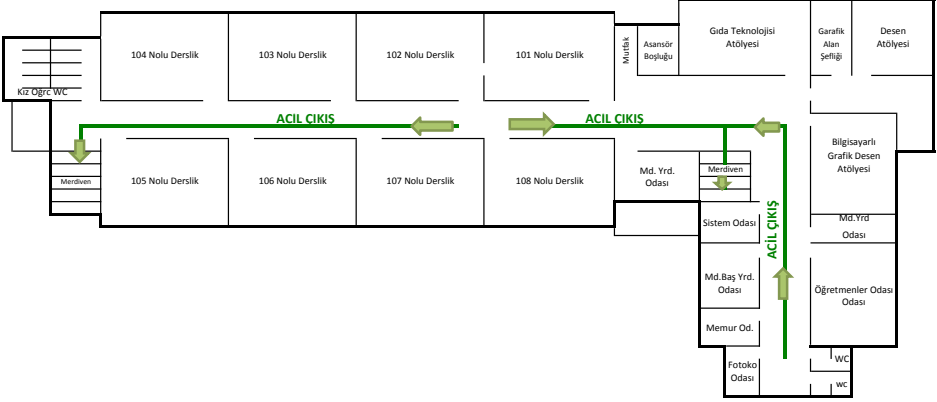 104 Nolu Derslik
103 Nolu Derslik
102 Nolu Derslik
101 Nolu Derslik
Mutfak
Asansör
Boşluğu
Gıda Teknolojisi
Atölyesi
Garafik
Alan
Şefliği
Desen
Atölyesi
Kız Öğrc WC
ACIL ÇIKIŞ
ACIL ÇIKIŞ
Merdiven
105 Nolu Derslik
106 Nolu Derslik
107 Nolu Derslik
108 Nolu Derslik
Md. Yrd.
Odası
Merdiven
Bilgisayarlı
Grafik Desen
Atölyesi
Sistem Odası
ACİL ÇIKIŞ
Md.Yrd
Odası
Md.Baş Yrd.
Odası
Öğretmenler Odası
Odası
Memur Od.
Fotoko
Odası
WC
wc